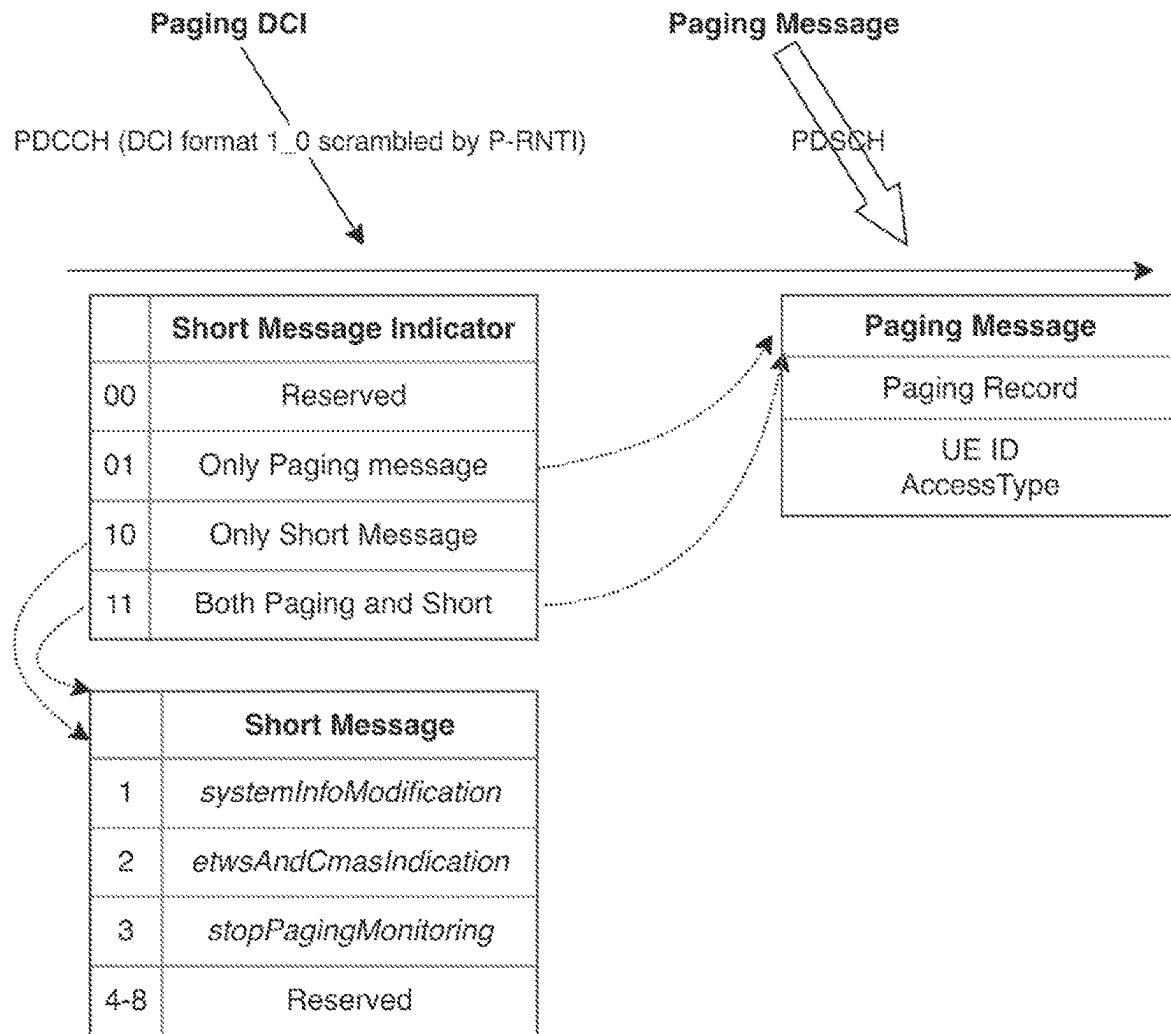 Paging DCI
Paging Message
PDCCH (DCI format 1_0 scrambled by P-RNTI)
PDSCH
Short Message Indicator
00 Reserved
01 Only Paging message
10 Only Short Message
11 Both Paging and Short
Paging Message
Paging Record
UE ID
AccessType
Short Message
1 systemInfoModification
2 etwsAndCmasIndication
3 stopPagingMonitoring
4-8 Reserved